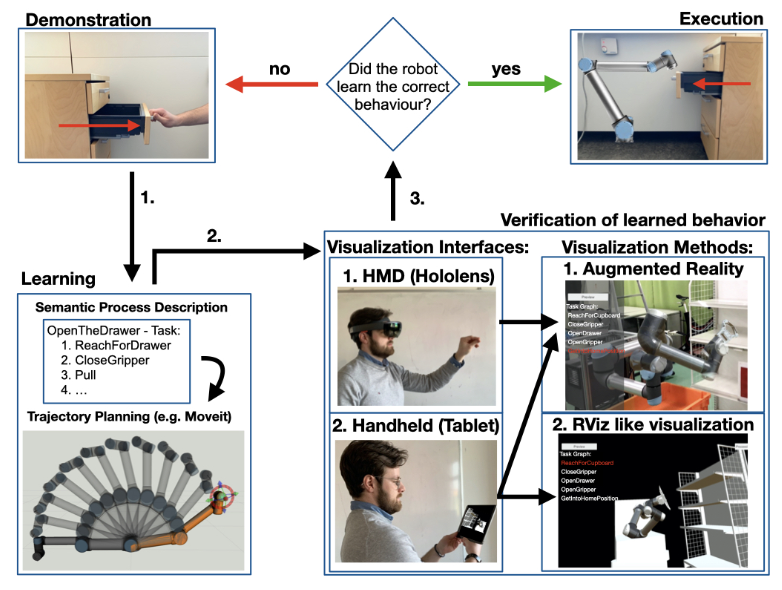 Demonstration
Execution
no
Did the robot
learn the correct
behaviour?
yes
1.
2.
3.
Verification of learned behavior
Learning
Semantic Process Description
OpenTheDrawer - Task:
1. ReachForDrawer
2. CloseGripper
3. Pull
4. ...
Trajectory Planning (e.g. Moveit)
Visualization Interfaces:
1. HMD (Hololens)
2. Handheld (Tablet)
Visualization Methods:
1. Augmented Reality
Preview
Task Graph:
ReachForCupboard
CloseGripper
OpenDrawer
OpenGripper
2. RViz like visualization
Preview
Task Graph:
ReachForCupboard
CloseGripper
OpenDrawer
OpenGripper
GetIntoHomePosition